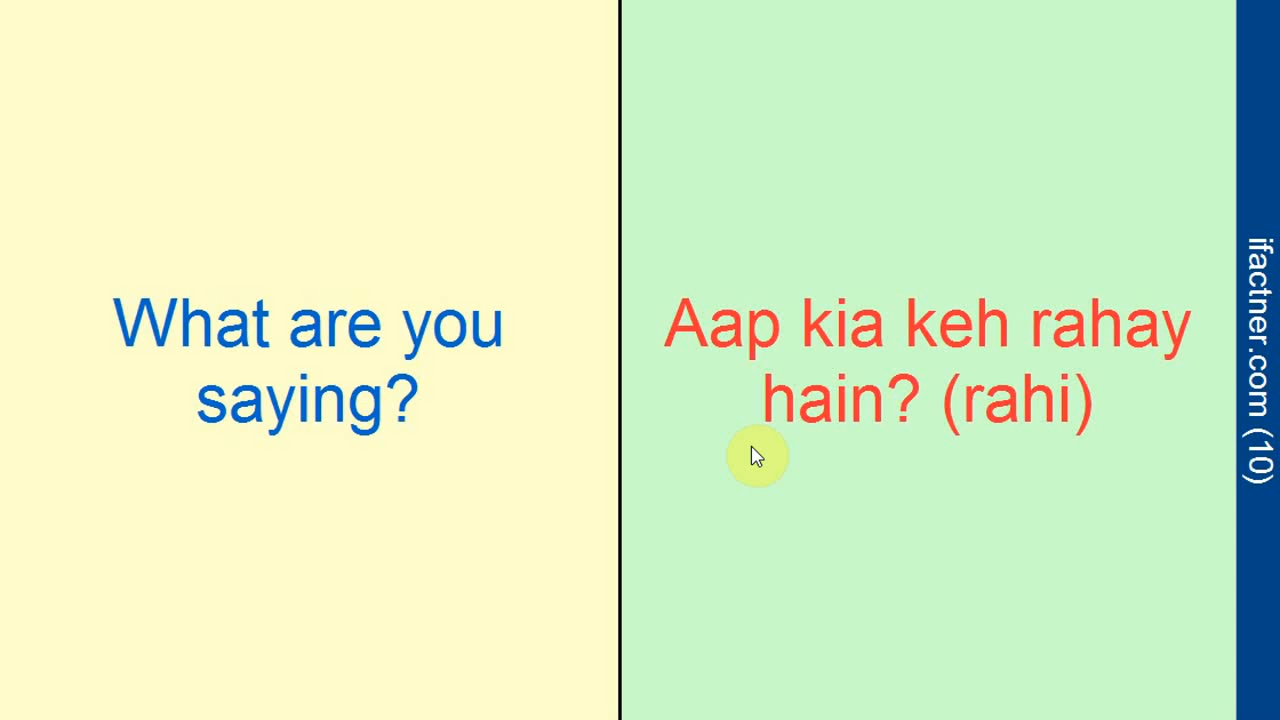 What are you
saying?
Aap kia keh rahay
hain? (rahi)
ifactner.com (10)